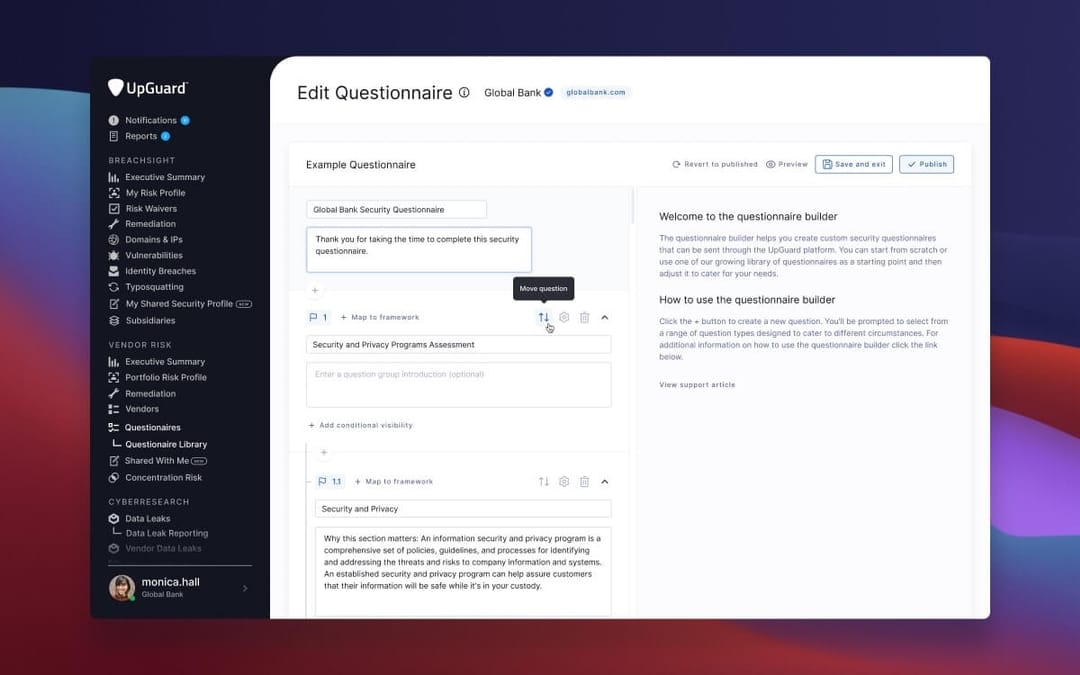 UpGuard
Notifications
Reports
BREACHSIGHT
Executive Summary
My Risk Profile
Risk Waivers
Remediation
Domains & IPs
Vulnerabilities
Identity Breaches
Typosquatting
My Shared Security Profile NEW
Subsidiaries
VENDOR RISK
Executive Summary
Portfolio Risk Profile
Remediation
Vendors
Questionaires
Questionaire Library
Shared With Me NEW
Concentration Risk
CYBERRESEARCH
Data Leaks
Data Leak Reporting
Vendor Data Leaks
monica.hall
Global Bank
Edit Questionnaire Global Bank globalbank.com
Example Questionnaire Revert to published Preview Save and exit Publish
Global Bank Security Questionnaire
Thank you for taking the time to complete this security
questionnaire.
Move question
1 + Map to framework
Security and Privacy Programs Assessment
Enter a question group introduction (optional)
+ Add conditional visibility
1.1 + Map to framework
Security and Privacy
Why this section matters: An information security and privacy program is a
comprehensive set of policies, guidelines, and processes for identifying
and addressing the threats and risks to company information and systems.
An established security and privacy program can help assure customers
that their information will be safe while it's in your custody.
Welcome to the questionnaire builder
The questionnaire builder helps you create custom security questionnaires
that can be sent through the UpGuard platform. You can start from scratch or
use one of our growing library of questionnaires as a starting point and then
adjust it to cater for your needs.
How to use the questionnaire builder
Click the + button to create a new question. You'll be prompted to select from
a range of question types designed to cater to different circumstances. For
additional information on how to use the questionnaire builder click the link
below.
View support article